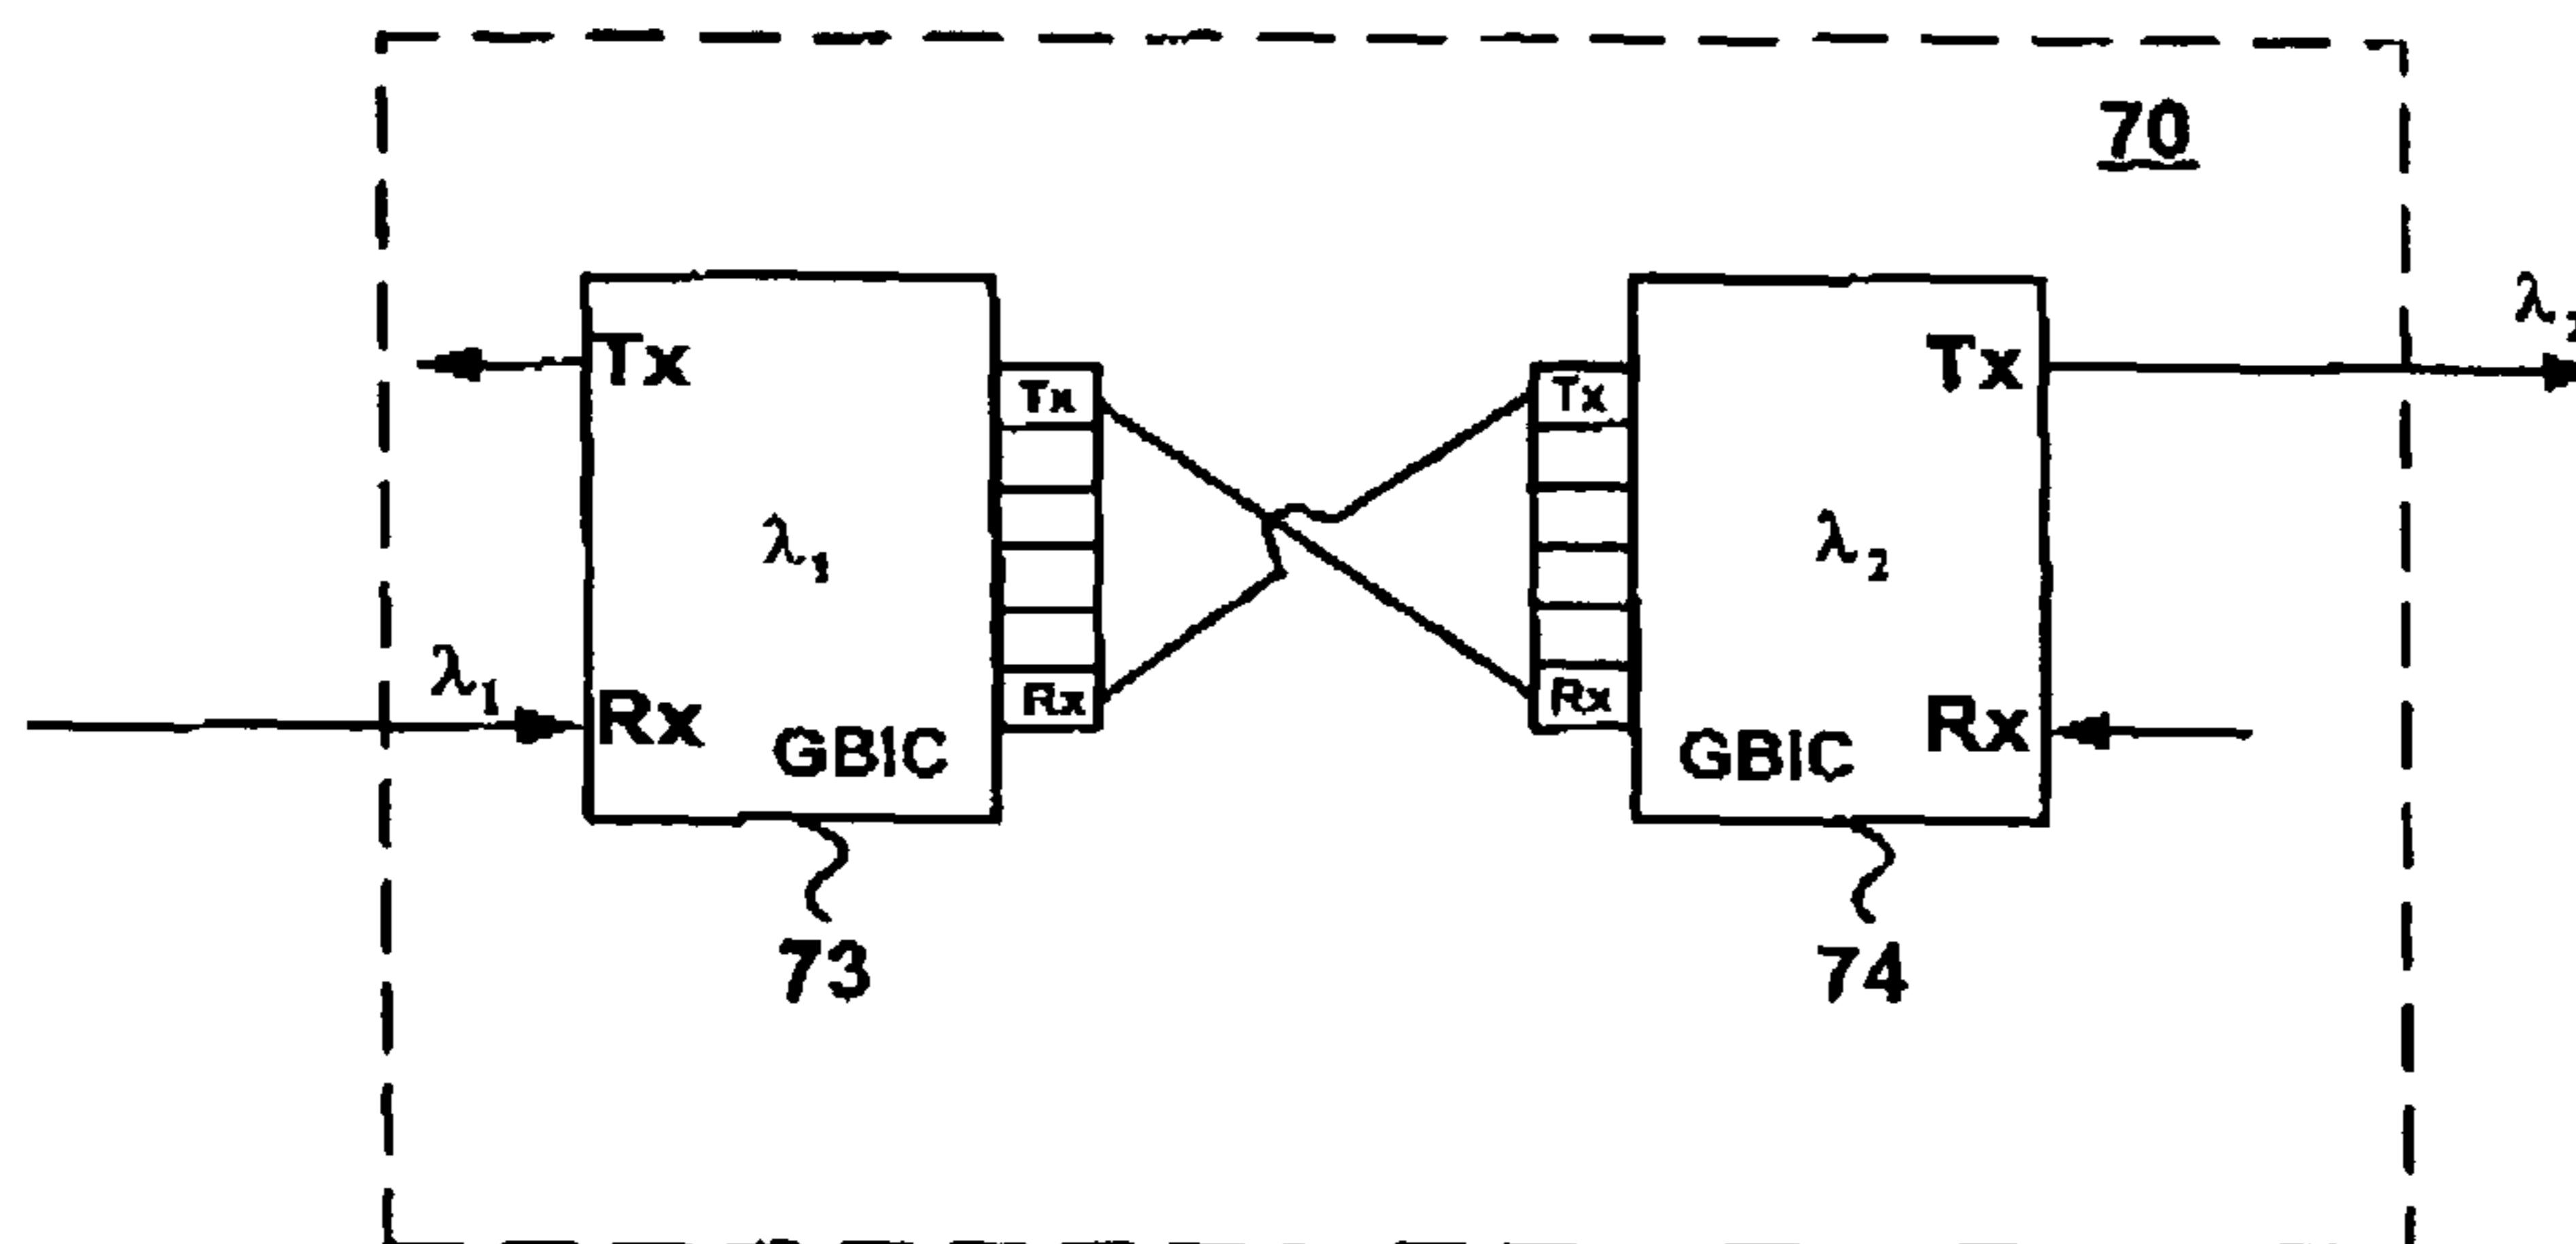 70
λ₂
Tx
Tx
Tx
Tx
λ₁
λ₂
λ₁
Rx
Rx
Rx
Rx
GBIC
GBIC
73
74